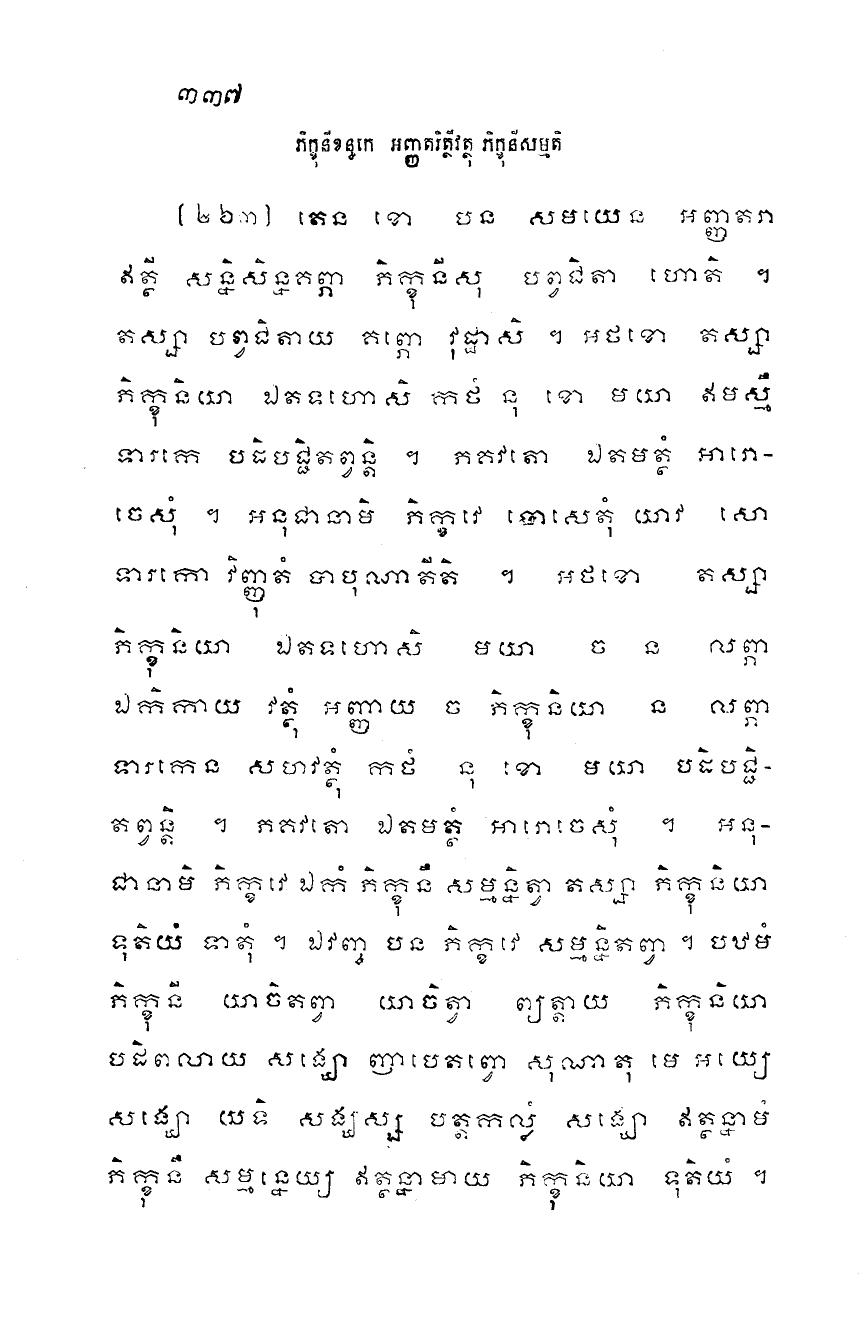 ៣៣៧
ភិក្ខុនីខន្ធកេ អញ្ញតរិត្ថីវត្ថុ ភិក្ខុនីសម្មតិ
(២៦៣) តេន ខោ បន សមយេន អញ្ញតរា
ឥត្ថី សន្និសិន្នគព្ភា ភិក្ខុនីសុ បព្វជិតា ហោតិ ។
តស្សា បព្វជិតាយ គព្ភោ វុដ្ឋាសិ ។ អថខោ តស្សា
ភិក្ខុនិយា ឯតទហោសិ កថំ នុ ខោ មយា ឥមស្មឹ
ទារកេ បដិបជ្ជិតព្វន្តិ ។ ភគវតោ ឯតមត្ថំ អារោ-
ចេសុំ ។ អនុជានាមិ ភិក្ខវេ បោសេតុំ យាវ សោ
ទារកោ វិញ្ញុតំ បាបុណាតីតិ ។ អថខោ តស្សា
ភិក្ខុនិយា ឯតទហោសិ មយា ច ន លព្ភា
ឯកិកាយ វត្ថុំ អញ្ញាយ ច ភិក្ខុនិយា ន លព្ភា
ទារកេន សហវត្ថុំ កថំ នុ ខោ មយា បដិបជ្ជិ-
តព្វន្តិ ។ ភគវតោ ឯតមត្ថំ អារោចេសុំ ។ អនុ-
ជានាមិ ភិក្ខវេ ឯកំ ភិក្ខុនឹ សម្មន្និត្វា តស្សា ភិក្ខុនិយា
ទុតិយំ ទាតុំ ។ ឯវញ្ច បន ភិក្ខវេ សម្មន្និតព្វា ។ បឋមំ
ភិក្ខុនី យាចិតព្វា យាចិត្វា ព្យត្តាយ ភិក្ខុនិយា
បដិពលាយ សង្ឃោ ញាបេតព្វោ សុណាតុ មេ អយ្យេ
សង្ឃោ យទិ សង្ឃស្ស បត្តកល្លំ សង្ឃោ ឥត្ថន្នាមំ
ភិក្ខុនឹ សម្មន្នេយ្យ ឥត្ថន្នាមាយ ភិក្ខុនិយា ទុតិយំ ។